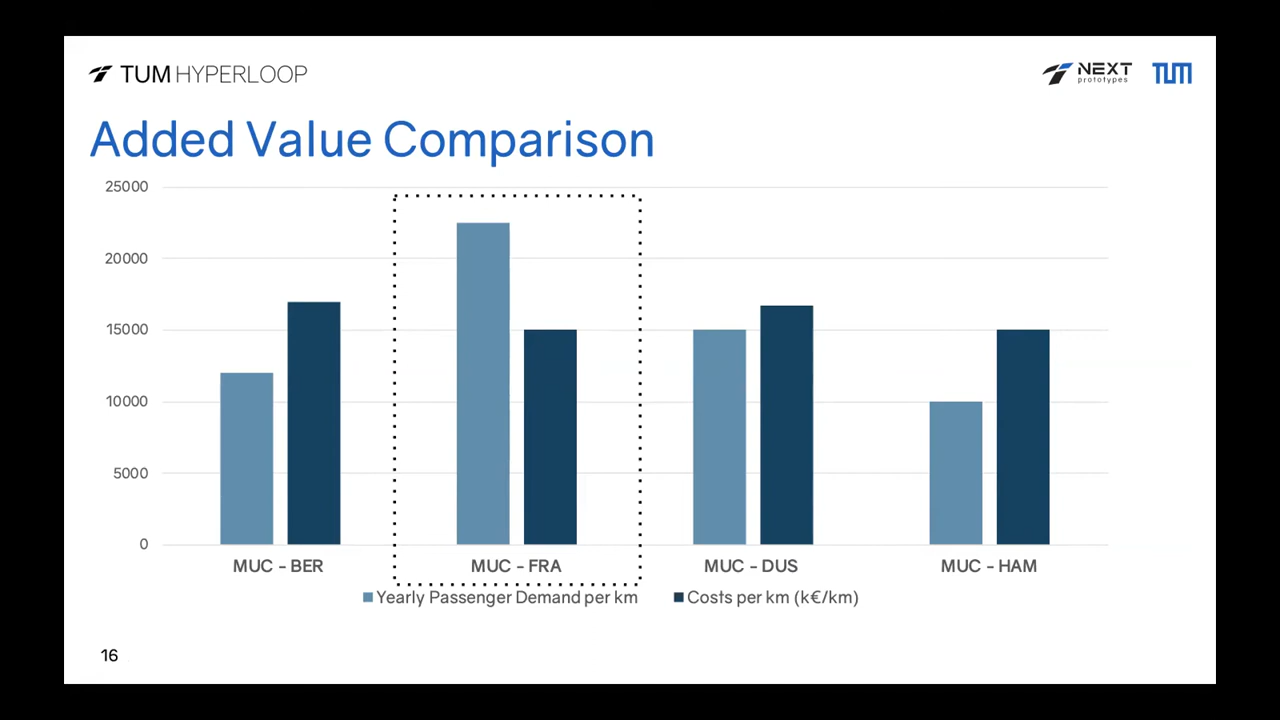 TUM HYPERLOOP
NEXT
prototypes
TUM
Added Value Comparison
25000
20000
15000
10000
5000
0
MUC – BER
MUC – FRA
MUC – DUS
MUC – HAM
Yearly Passenger Demand per km
Costs per km (k€/km)
16